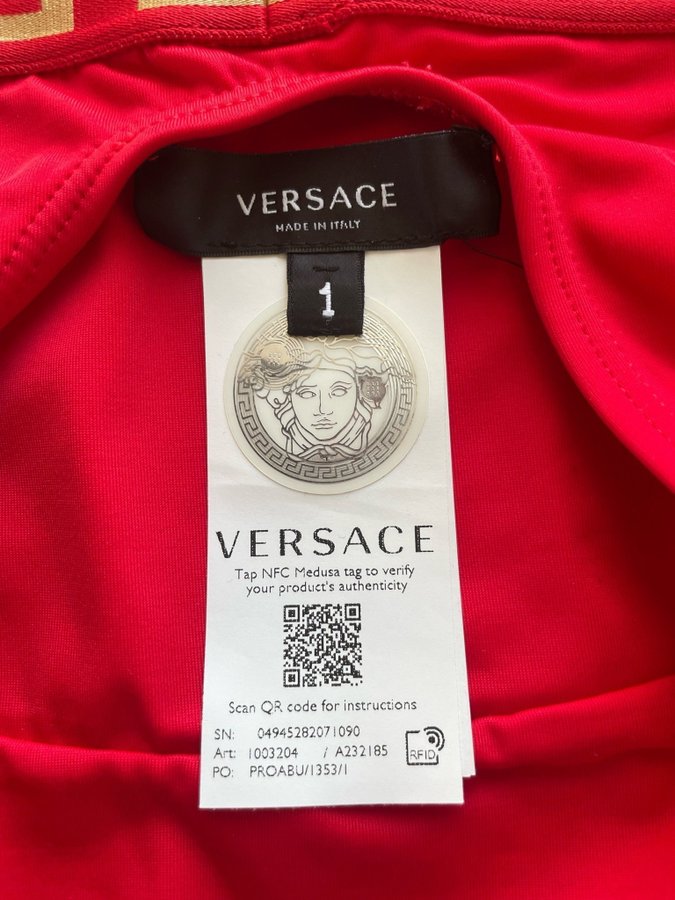 VERSACE
MADE IN ITALY
1
VERSACE
Tap NFC Medusa tag to verify
your product's authenticity
Scan QR code for instructions
SN: 04945282071090
Art: 1003204 / A232185
PO: PROABU/1353/1
RFID